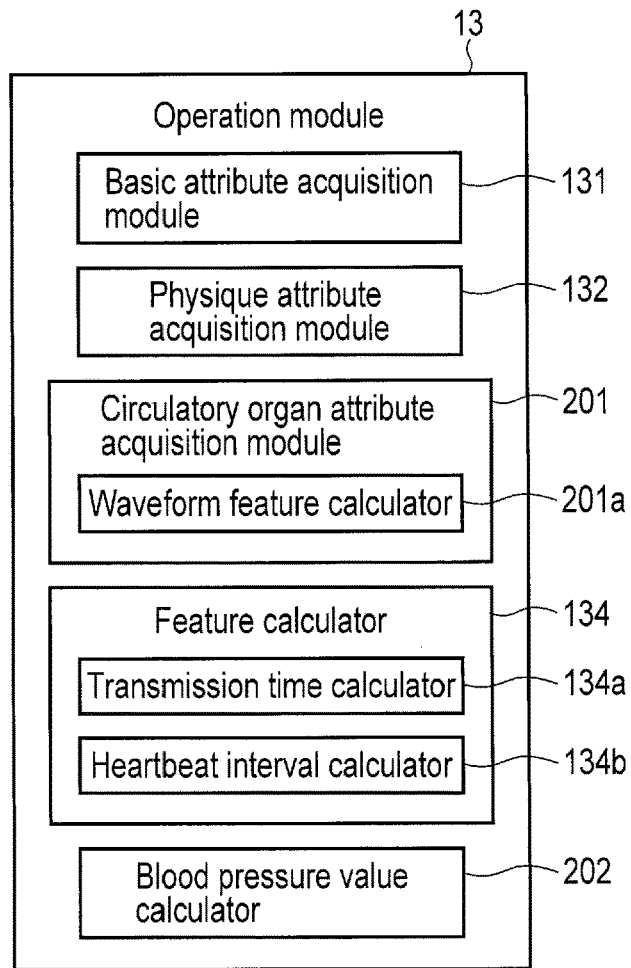 13
Operation module
Basic attribute acquisition
module
131
Physique attribute
acquisition module
132
Circulatory organ attribute
acquisition module
201
Waveform feature calculator
201a
Feature calculator
134
Transmission time calculator
134a
Heartbeat interval calculator
134b
Blood pressure value
calculator
202